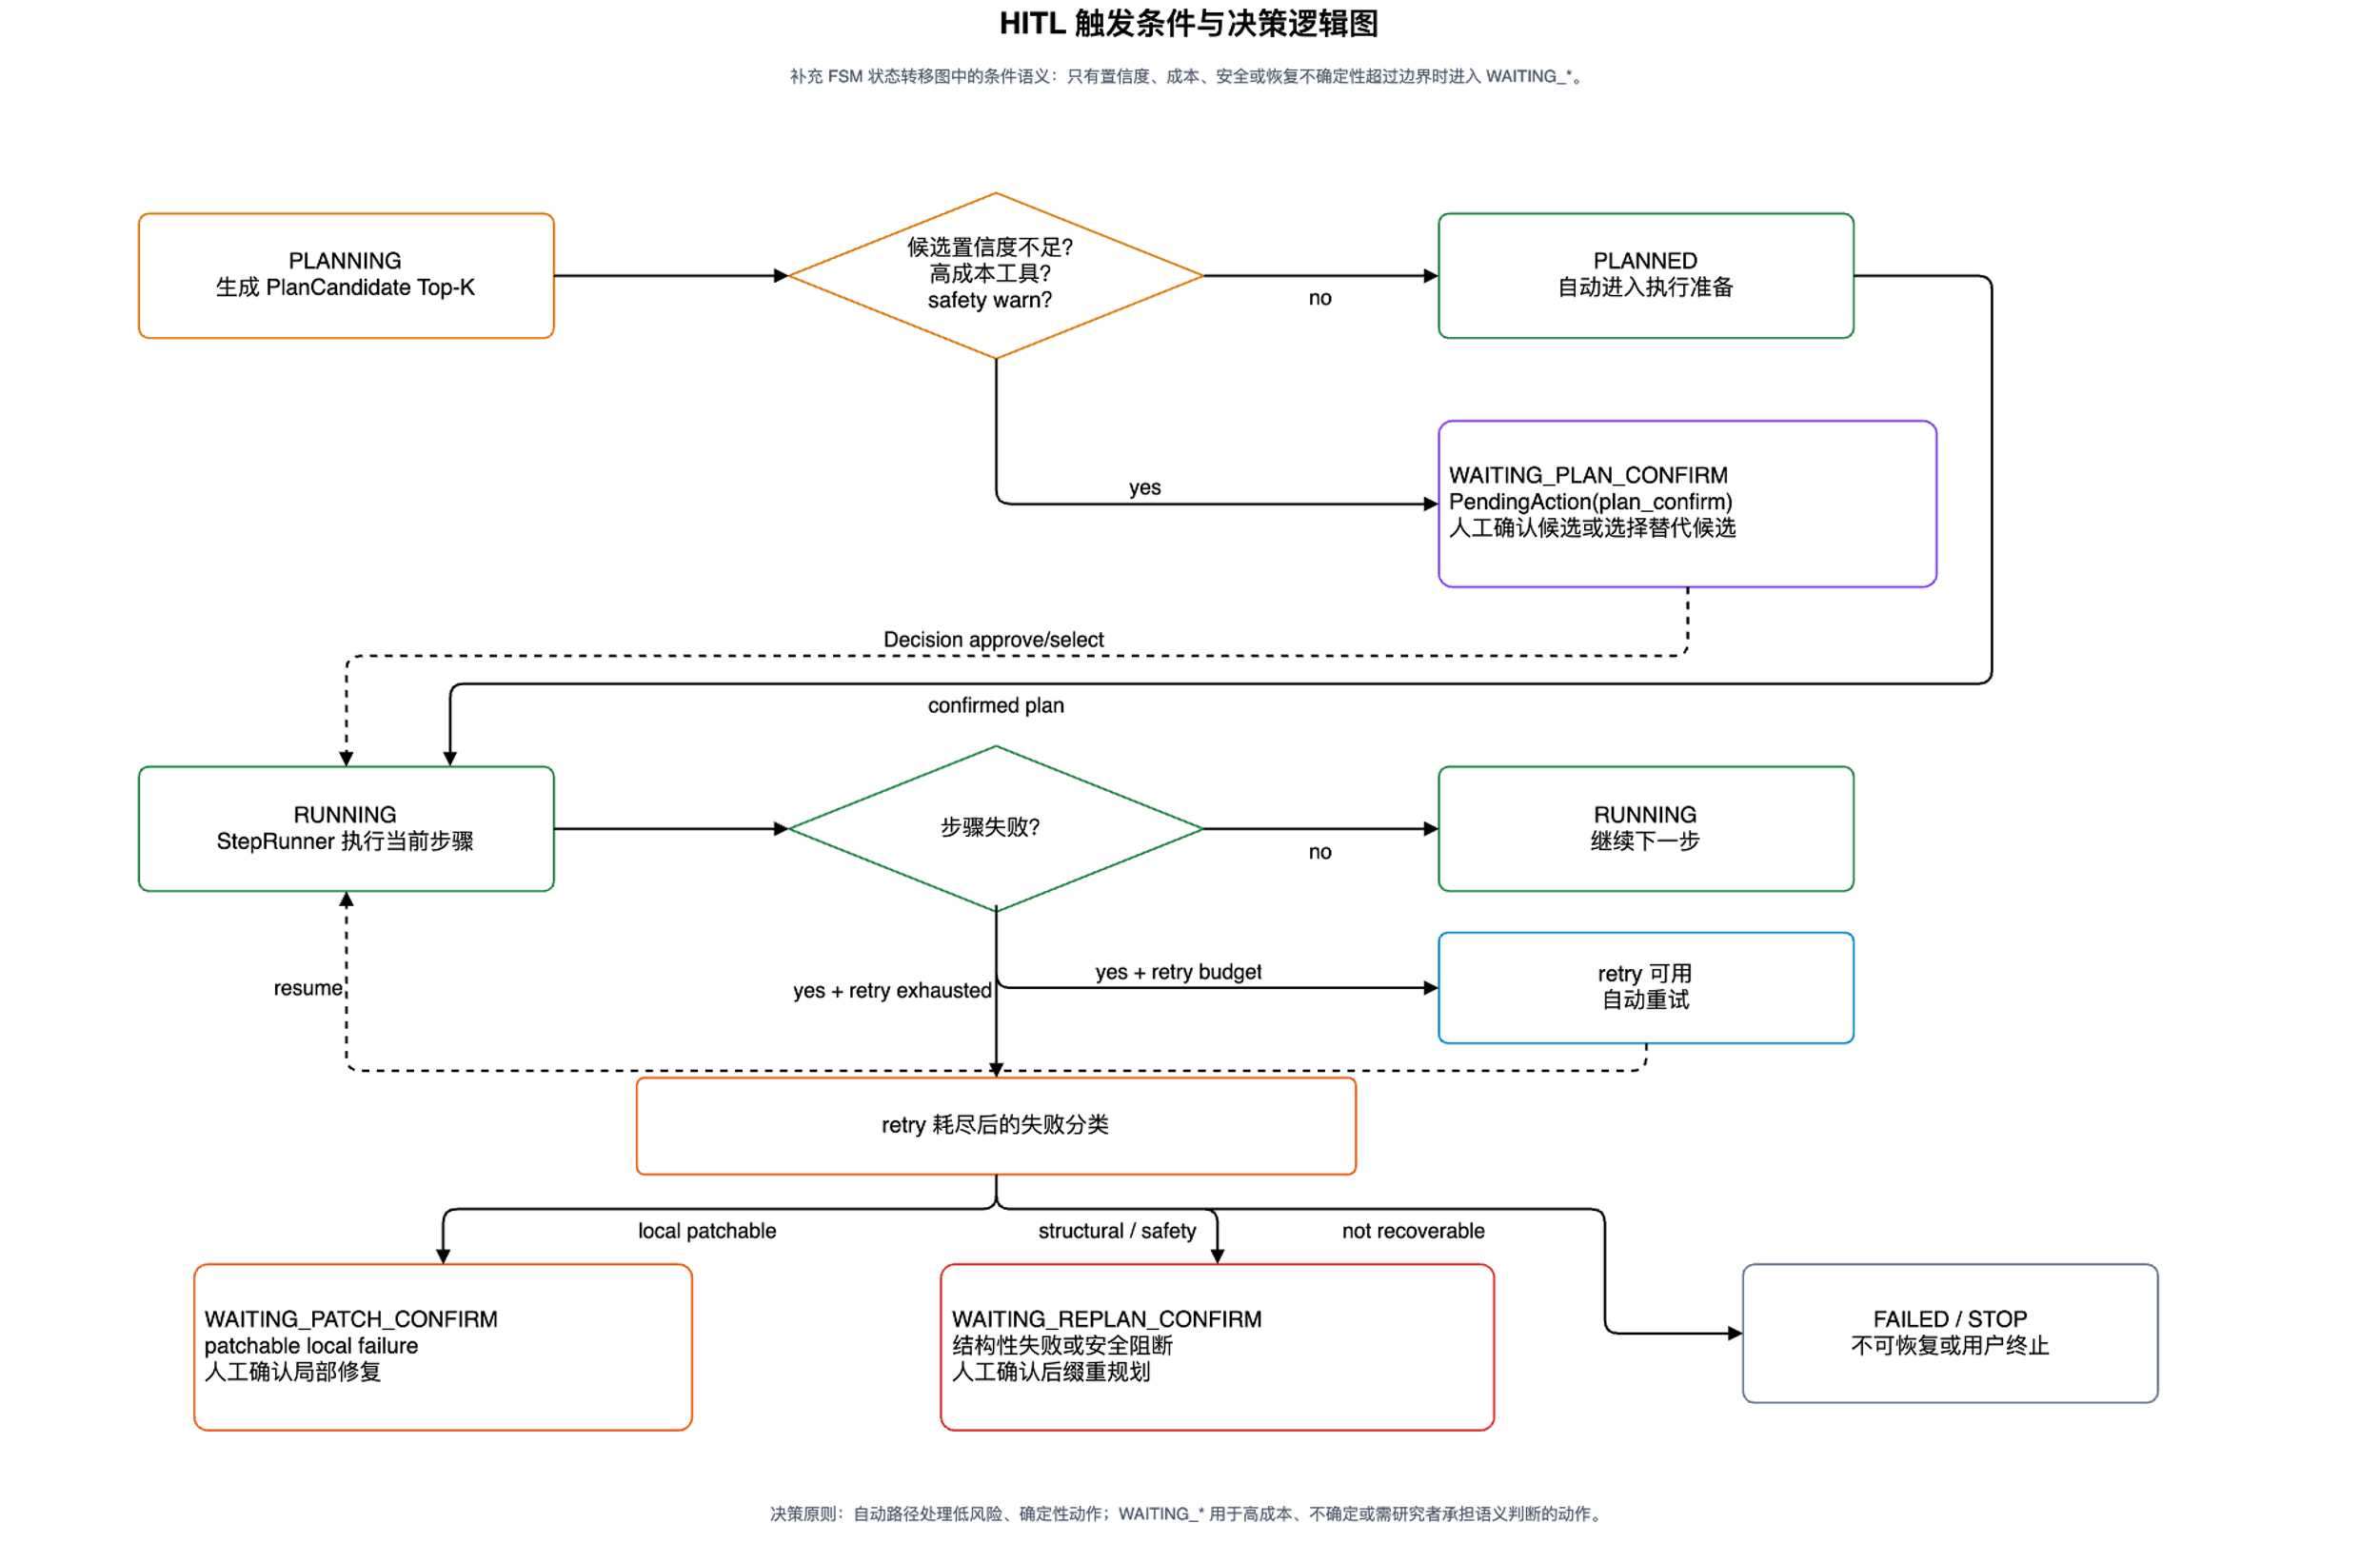 HITL 触发条件与决策逻辑图
补充 FSM 状态转移图中的条件语义：只有置信度、成本、安全或恢复不确定性超过边界时进入 WAITING_*。
PLANNING
生成 PlanCandidate Top-K
候选置信度不足?
高成本工具?
safety warn?
no
PLANNED
自动进入执行准备
yes
WAITING_PLAN_CONFIRM
PendingAction(plan_confirm)
人工确认候选或选择替代候选
Decision approve/select
confirmed plan
RUNNING
StepRunner 执行当前步骤
步骤失败?
no
RUNNING
继续下一步
resume
yes + retry exhausted
yes + retry budget
retry 可用
自动重试
retry 耗尽后的失败分类
local patchable
structural / safety
not recoverable
WAITING_PATCH_CONFIRM
patchable local failure
人工确认局部修复
WAITING_REPLAN_CONFIRM
结构性失败或安全阻断
人工确认后缀重规划
FAILED / STOP
不可恢复或用户终止
决策原则：自动路径处理低风险、确定性动作；WAITING_* 用于高成本、不确定或需研究者承担语义判断的动作。